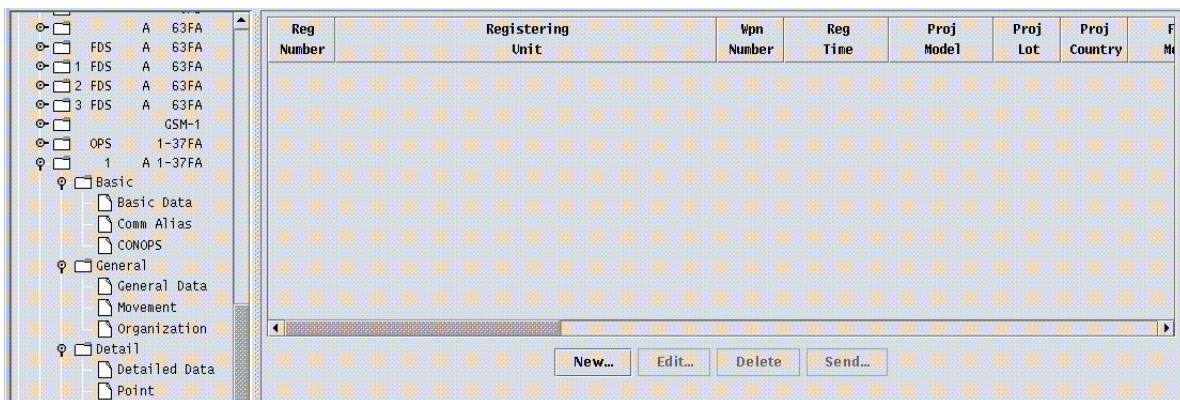 A 63FA
FDS A 63FA
1 FDS A 63FA
2 FDS A 63FA
3 FDS A 63FA
GSM-1
OPS 1-37FA
1 A 1-37FA
Basic
Basic Data
Comm Alias
CONOPS
General
General Data
Movement
Organization
Detail
Detailed Data
Point
Reg Registering Wpn Reg Proj Proj Proj
Number Unit Number Time Model Lot Country
New... Edit... Delete Send...